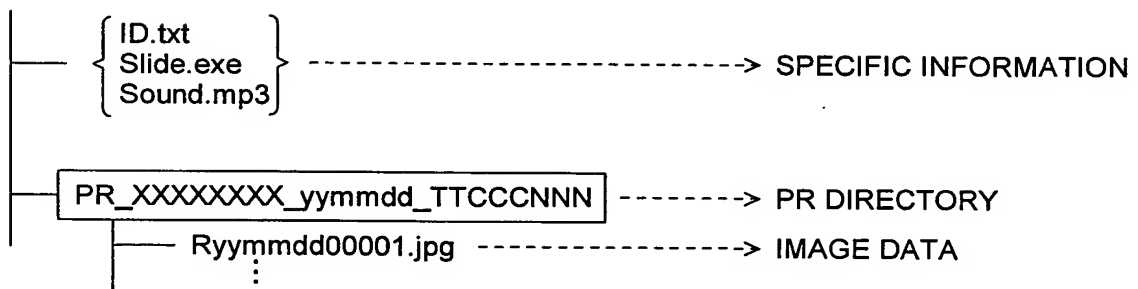 ID.txt
Slide.exe
Sound.mp3
SPECIFIC INFORMATION
PR_XXXXXXXX_yymmdd_TTCCCNNN
PR DIRECTORY
Ryymmdd00001.jpg
IMAGE DATA